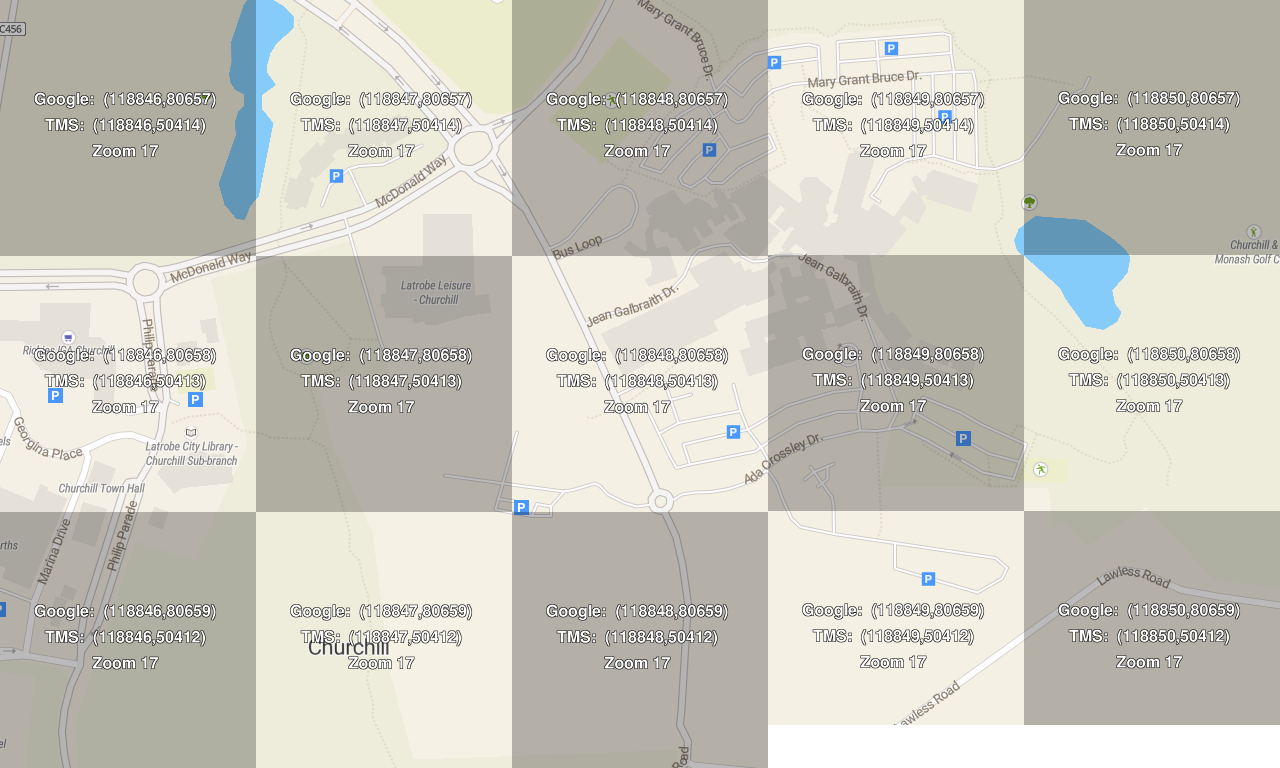 C456
Mary Grant Bruce Dr.
P
P
Mary Grant Bruce Dr.
Google: (118846,80657)
TMS: (118846,50414)
Zoom 17
Google: (118847,80657)
TMS: (118847,50414)
Zoom 17
Google: (118848,80657)
TMS: (118848,50414)
Zoom 17
Google: (118849,80657)
TMS: (118849,50414)
Zoom 17
Google: (118850,80657)
TMS: (118850,50414)
Zoom 17
P
P
P
McDonald Way
Bus Loop
McDonald Way
Churchill &
Monash Golf C
Jean Galbraith Dr.
Latrobe Leisure
- Churchill
Jean Galbraith Dr.
Google: (118846,80658)
TMS: (118846,50413)
Zoom 17
Google: (118847,80658)
TMS: (118847,50413)
Zoom 17
Google: (118848,80658)
TMS: (118848,50413)
Zoom 17
Google: (118849,80658)
TMS: (118849,50413)
Zoom 17
Google: (118850,80658)
TMS: (118850,50413)
Zoom 17
P
P
Georgina Place
els
Latrobe City Library -
Churchill Sub-branch
P
P
Ada Crossley Dr.
Churchill Town Hall
P
Marina Drive
Philip Parade
rths
Lawless Road
P
P
Google: (118846,80659)
TMS: (118846,50412)
Zoom 17
Google: (118847,80659)
TMS: (118847,50412)
Zoom 17
Churchill
Google: (118848,80659)
TMS: (118848,50412)
Zoom 17
Google: (118849,80659)
TMS: (118849,50412)
Zoom 17
Google: (118850,80659)
TMS: (118850,50412)
Zoom 17
Lawless Road
el
Road